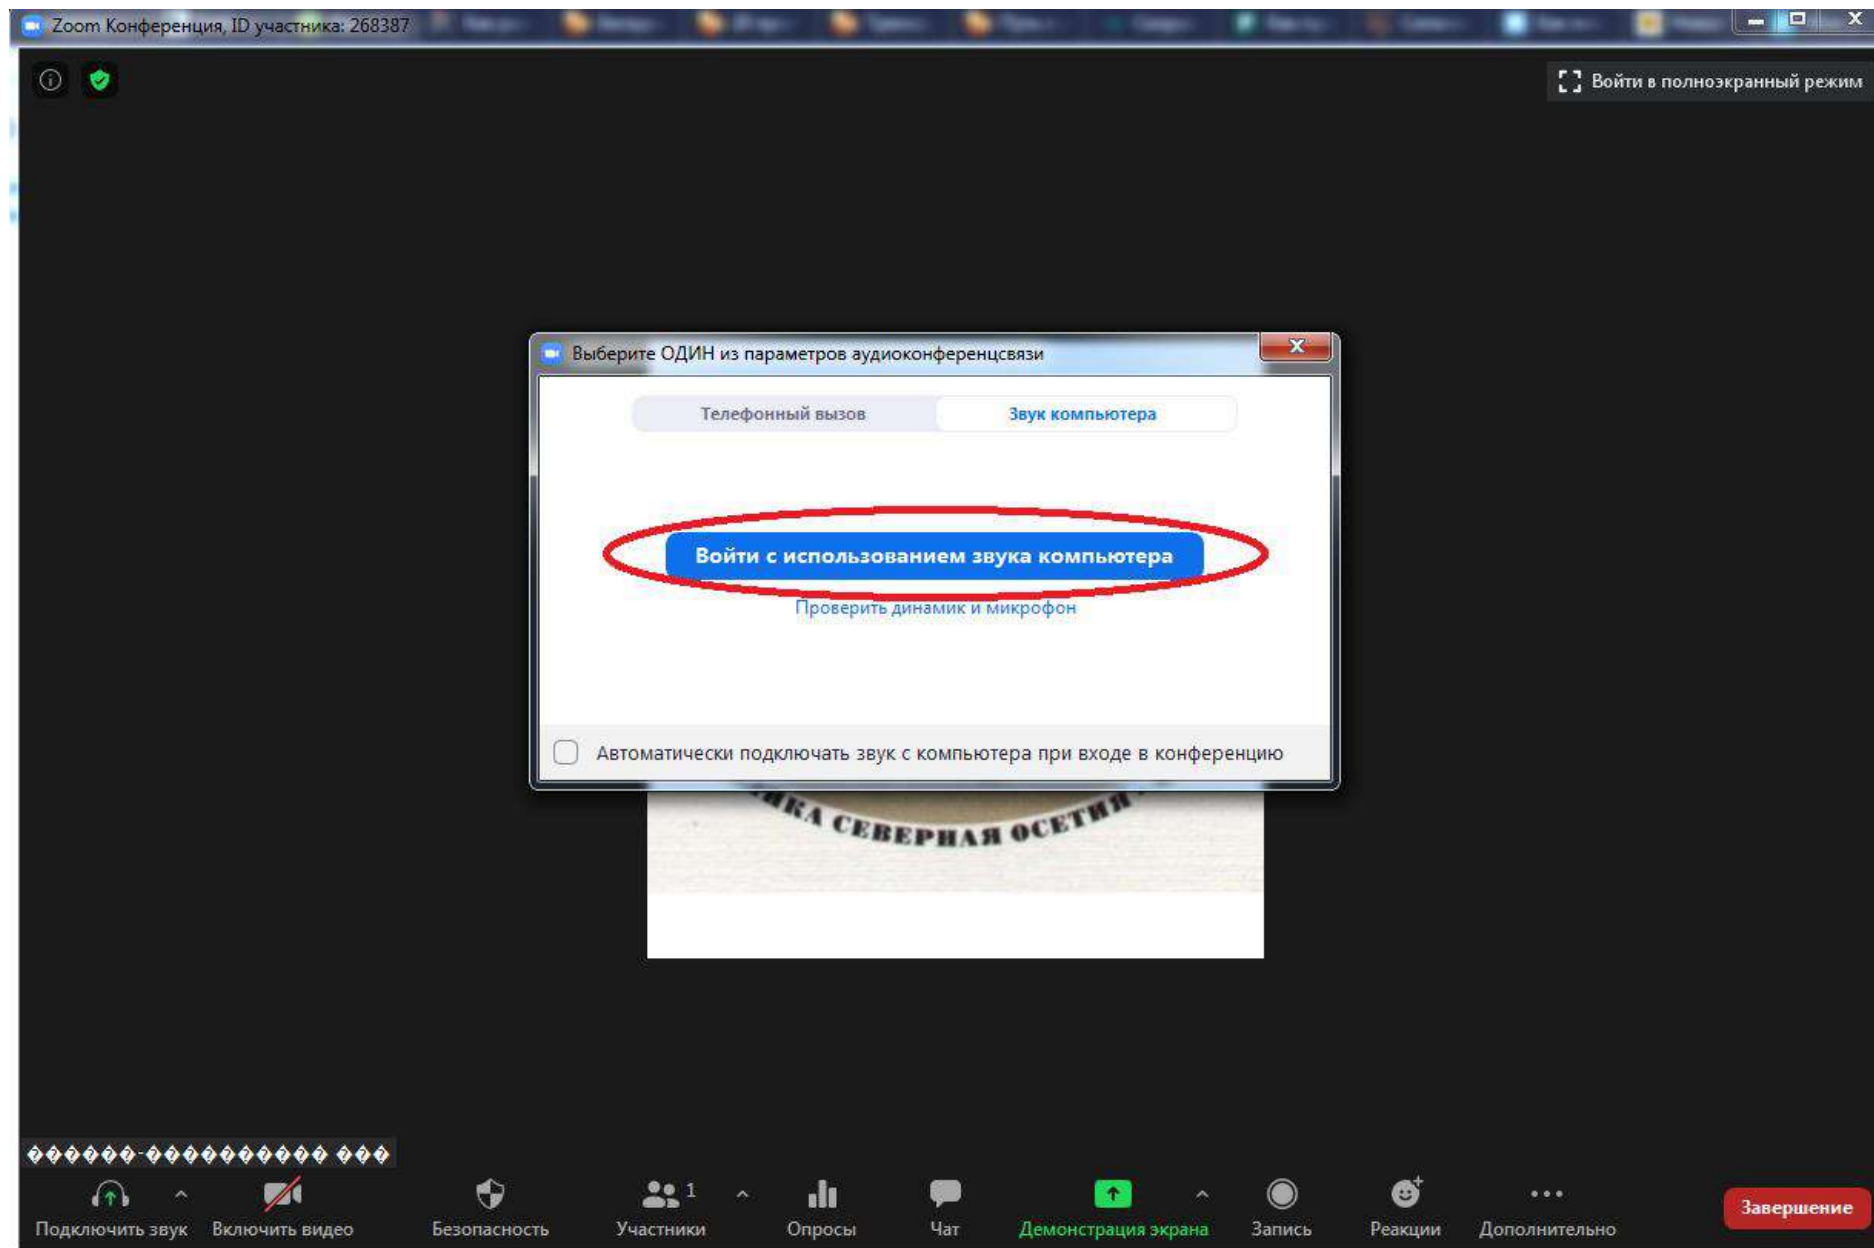 Zoom Конференция, ID участника: 268387
Войти в полноэкранный режим
Выберите ОДИН из параметров аудиоконференцсвязи
Телефонный вызов
Звук компьютера
Войти с использованием звука компьютера
Проверить динамик и микрофон
Автоматически подключать звук с компьютера при входе в конференцию
СЕВЕРНАЯ ОСЕТИЯ
������-����������� ���
1
Подключить звук
Включить видео
Безопасность
Участники
Опросы
Чат
Демонстрация экрана
Запись
Реакции
Дополнительно
Завершение